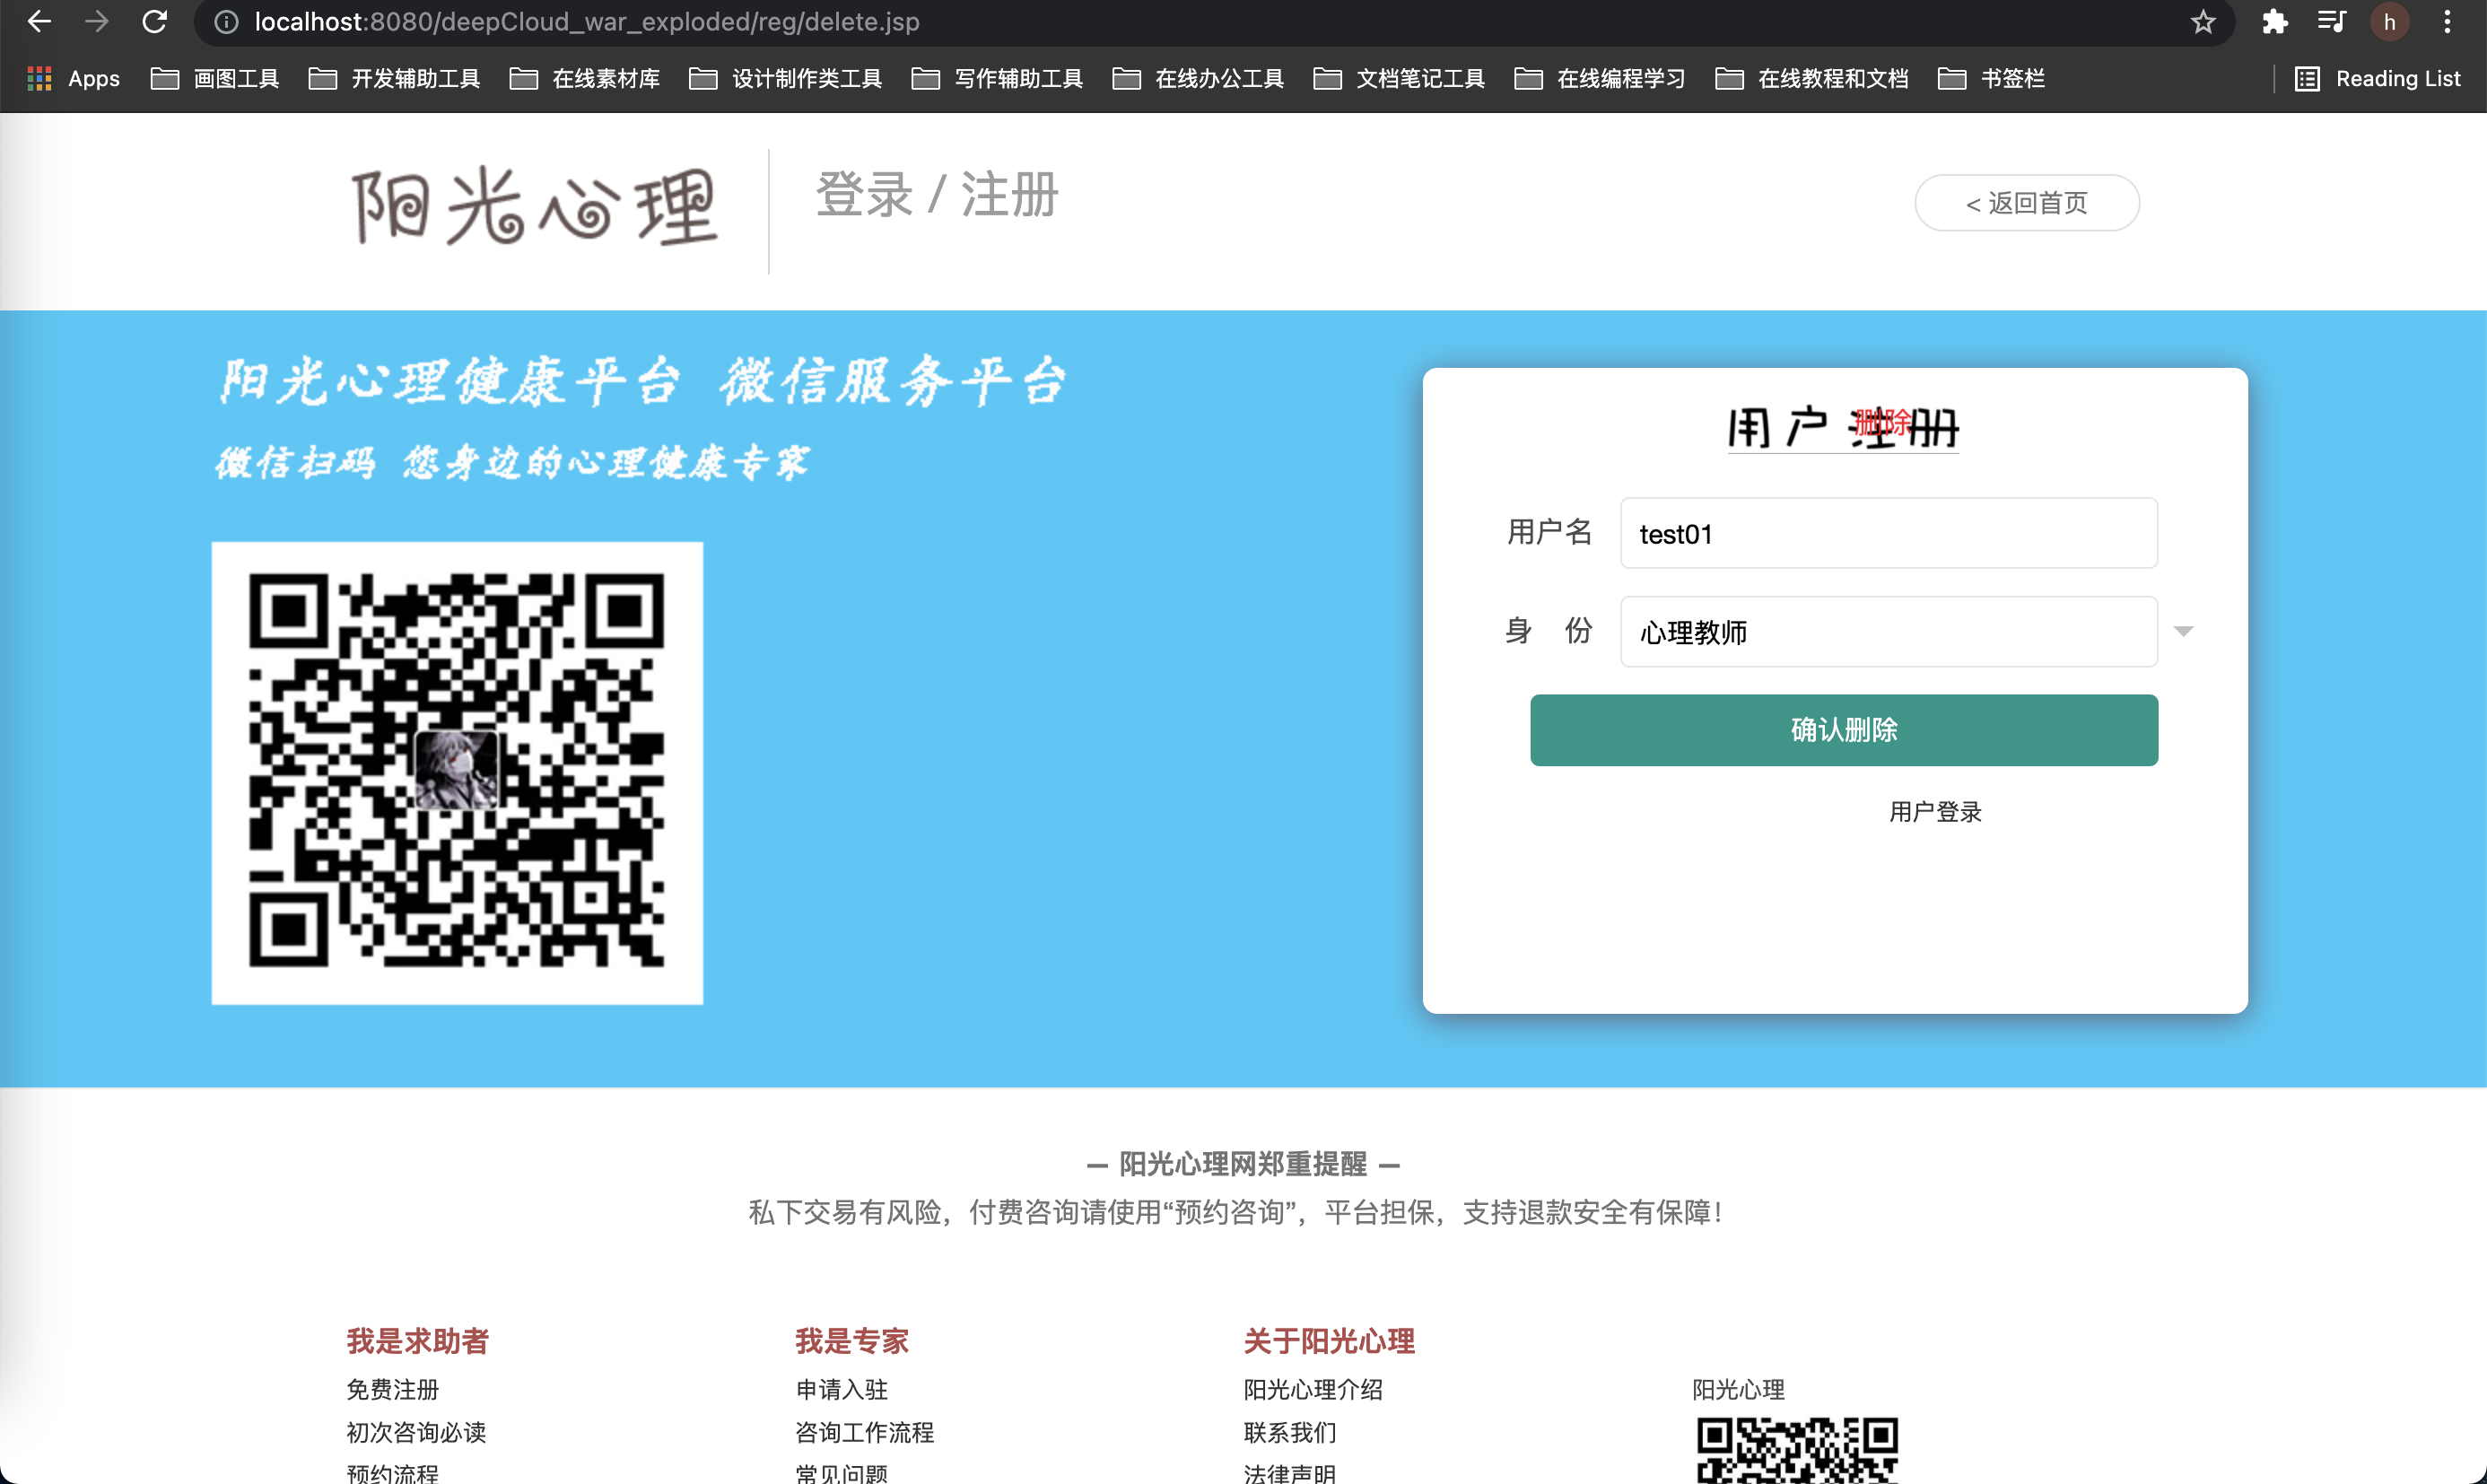 localhost:8080/deepCloud_war_exploded/reg/delete.jsp
h
Apps 画图工具 开发辅助工具 在线素材库 设计制作类工具 写作辅助工具 在线办公工具 文档笔记工具 在线编程学习 在线教程和文档 书签栏 Reading List
阳光心理 登录 / 注册 < 返回首页
阳光心理健康平台 微信服务平台
微信扫码 您身边的心理健康专家
用户注册
删除
用户名 test01
身 份 心理教师
确认删除
用户登录
— 阳光心理网郑重提醒 —
私下交易有风险，付费咨询请使用“预约咨询”，平台担保，支持退款安全有保障！
我是求助者 我是专家 关于阳光心理
免费注册 申请入驻 阳光心理介绍 阳光心理
初次咨询必读 咨询工作流程 联系我们
预约流程 常见问题 法律声明